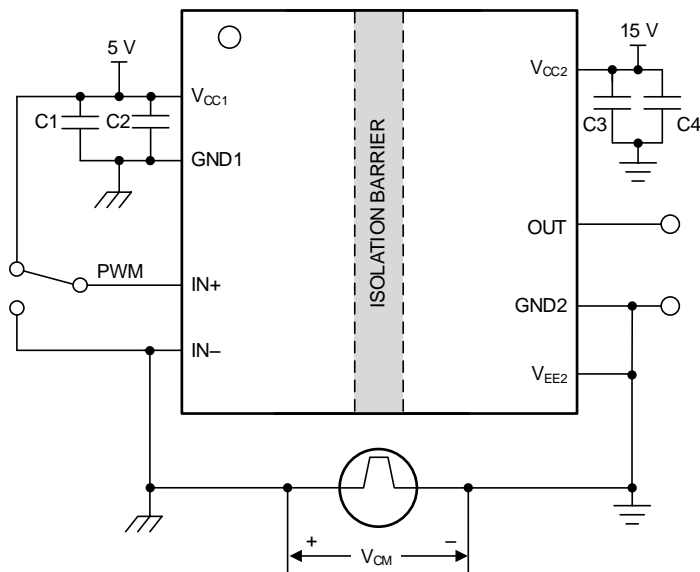 5 V
15 V
VCC1
VCC2
C1
C2
C3
C4
GND1
ISOLATION BARRIER
OUT
PWM
IN+
GND2
IN–
VEE2
+
–
VCM